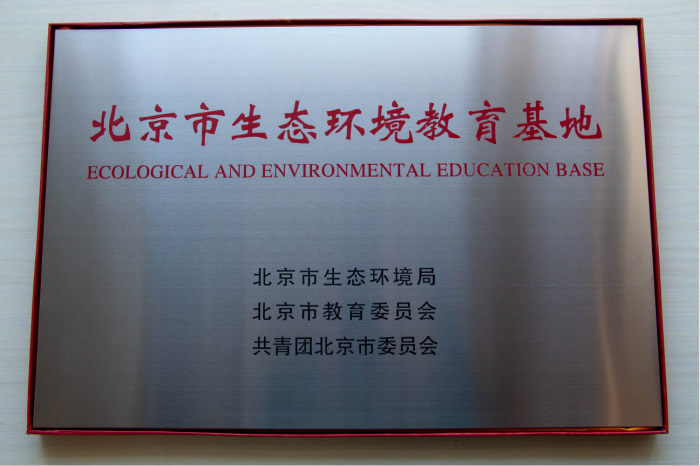 北京市生态环境教育基地
ECOLOGICAL AND ENVIRONMENTAL EDUCATION BASE
北京市生态环境局
北京市教育委员会
共青团北京市委员会